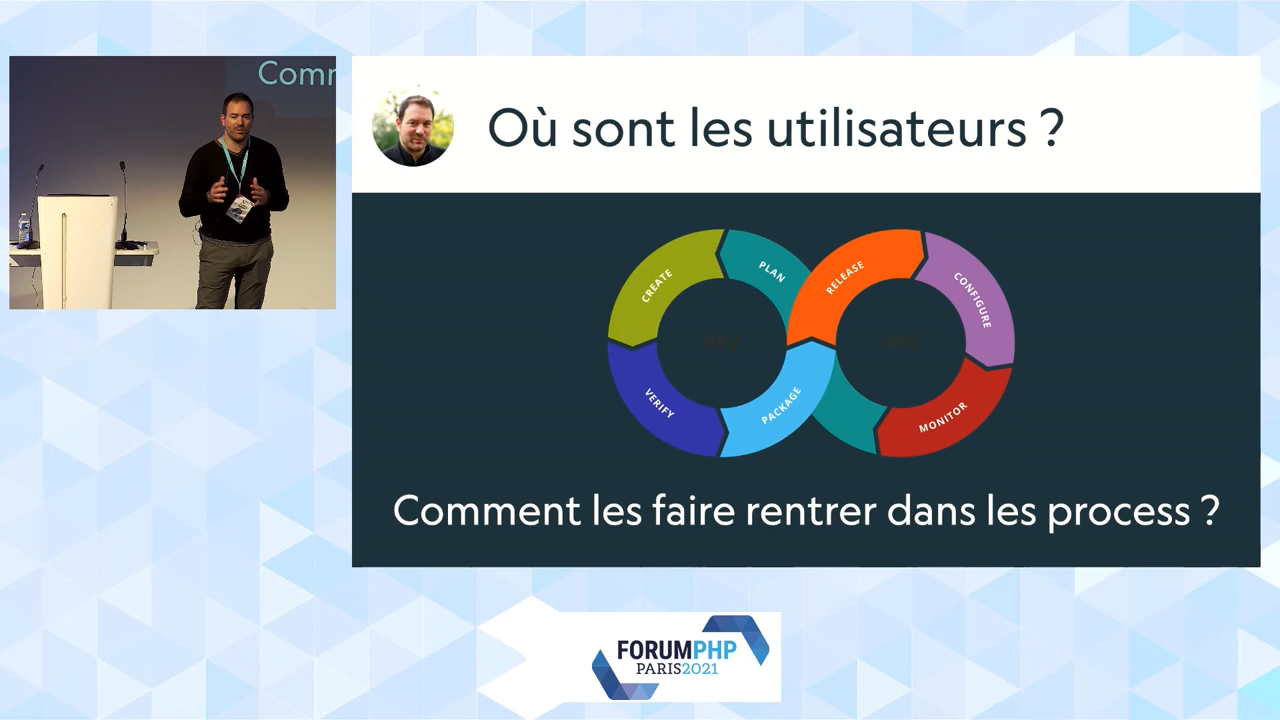 Comm
Où sont les utilisateurs ?
CREATE
PLAN
RELEASE
CONFIGURE
VERIFY
PACKAGE
MONITOR
Comment les faire rentrer dans les process ?
FORUMPHP
PARIS2021